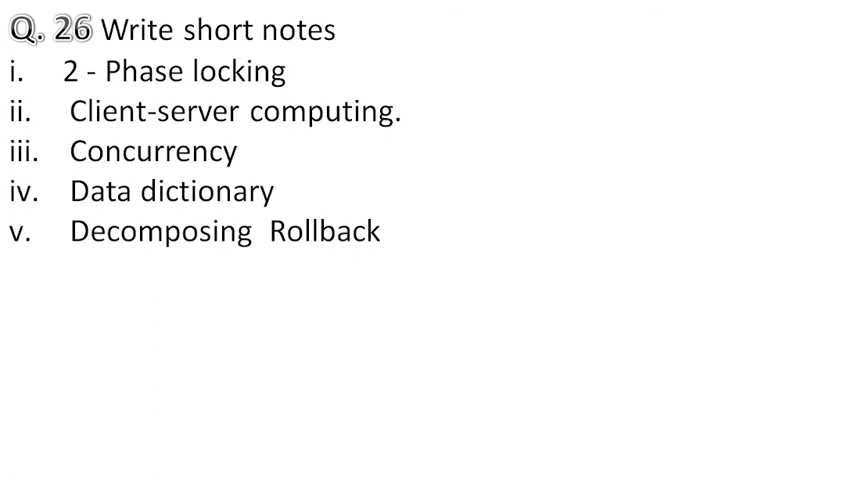 Q. 26 Write short notes
i. 2 - Phase locking
ii. Client-server computing.
iii. Concurrency
iv. Data dictionary
v. Decomposing Rollback